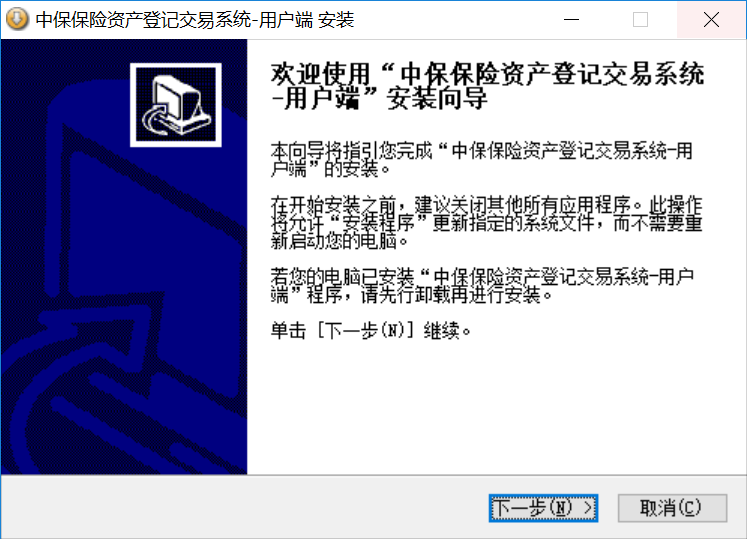 中保保险资产登记交易系统-用户端 安装
欢迎使用“中保保险资产登记交易系统
-用户端”安装向导
本向导将指引您完成“中保保险资产登记交易系统-用
户端”的安装。
在开始安装之前，建议关闭其他所有应用程序。此操作
将允许“安装程序”更新指定的系统文件，而不需要重
新启动您的电脑。
若您的电脑已安装“中保保险资产登记交易系统-用户
端”程序，请先行卸载再进行安装。
单击 [下一步(N)] 继续。
下一步(N) >
取消(C)